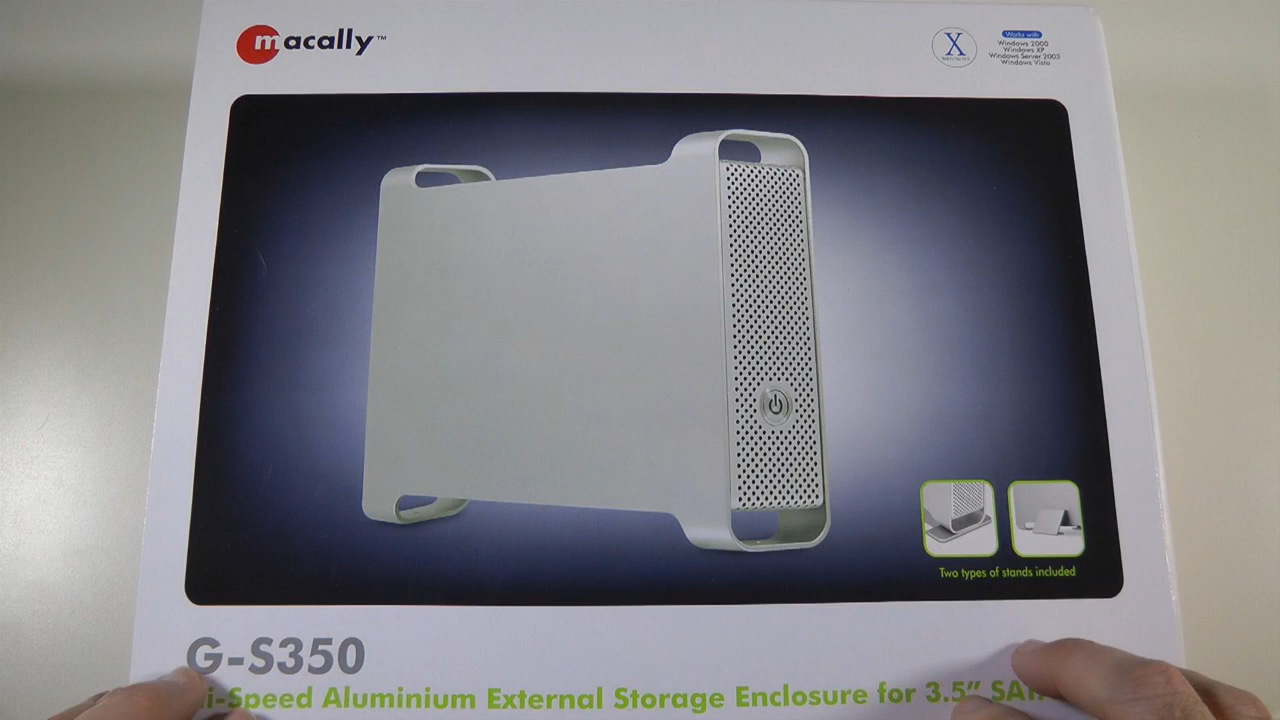 macally™
X
Works with
Windows 2000
Windows XP
Windows Server 2003
Windows Vista
Two types of stands included
G-S350
i-Speed Aluminium External Storage Enclosure for 3.5" SA